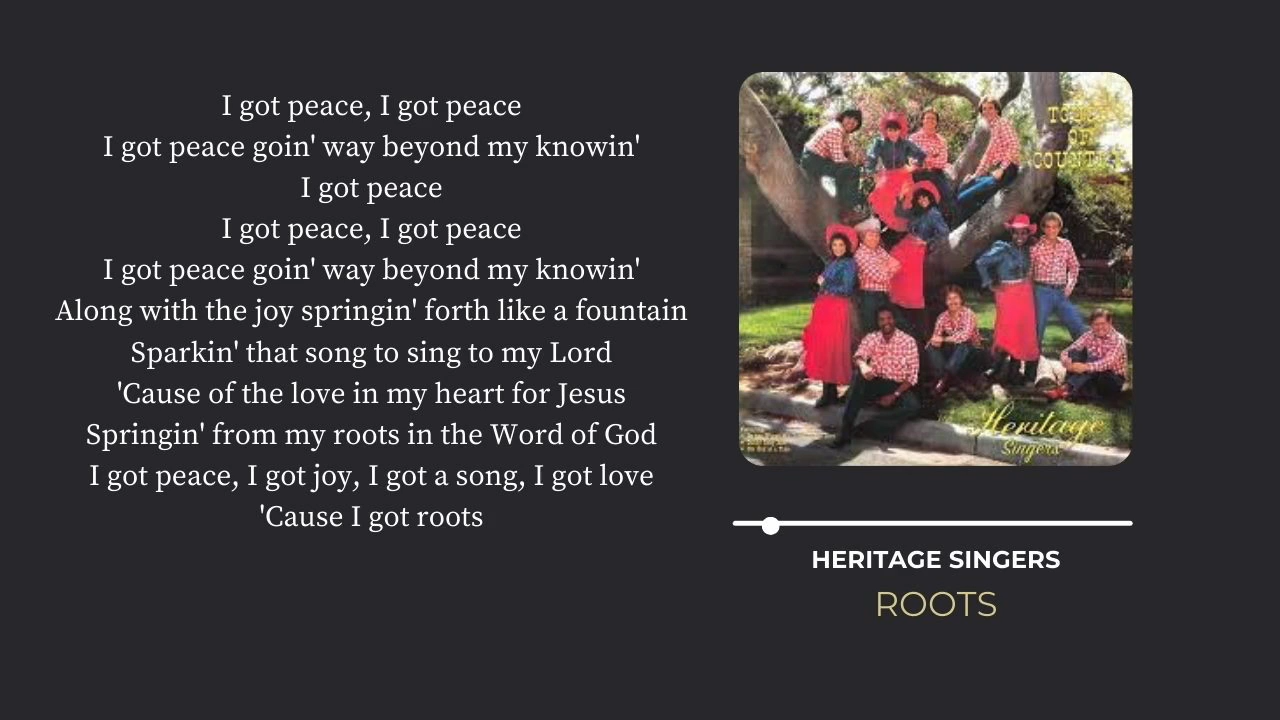 I got peace, I got peace
I got peace goin' way beyond my knowin'
I got peace
I got peace, I got peace
I got peace goin' way beyond my knowin'
Along with the joy springin' forth like a fountain
Sparkin' that song to sing to my Lord
'Cause of the love in my heart for Jesus
Springin' from my roots in the Word of God
I got peace, I got joy, I got a song, I got love
'Cause I got roots
OF
COUNTRY
Heritage
Singers
HERITAGE SINGERS
ROOTS